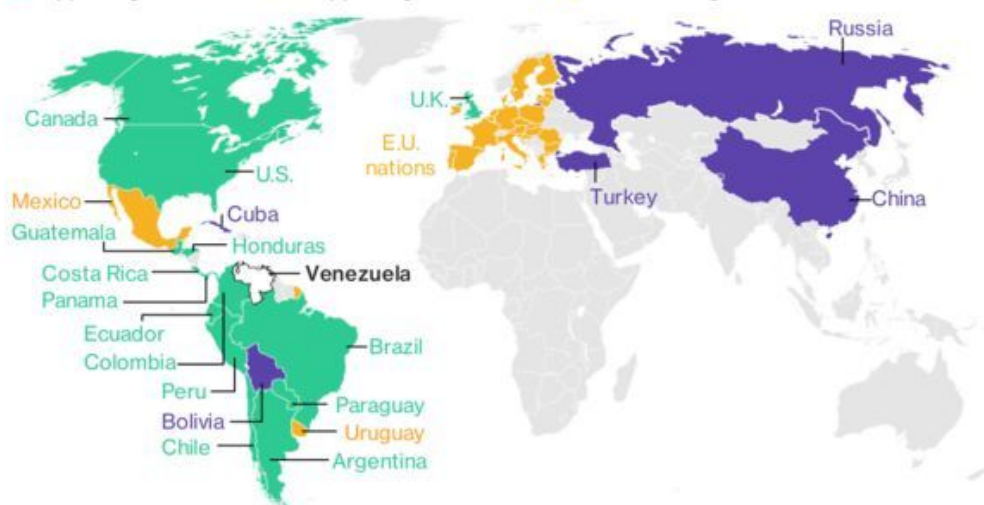 Russia
Canada
U.K.
E.U.
nations
U.S.
Mexico
Turkey
China
Cuba
Guatemala
Honduras
Costa Rica
Venezuela
Panama
Ecuador
Colombia
Brazil
Peru
Paraguay
Bolivia
Uruguay
Chile
Argentina